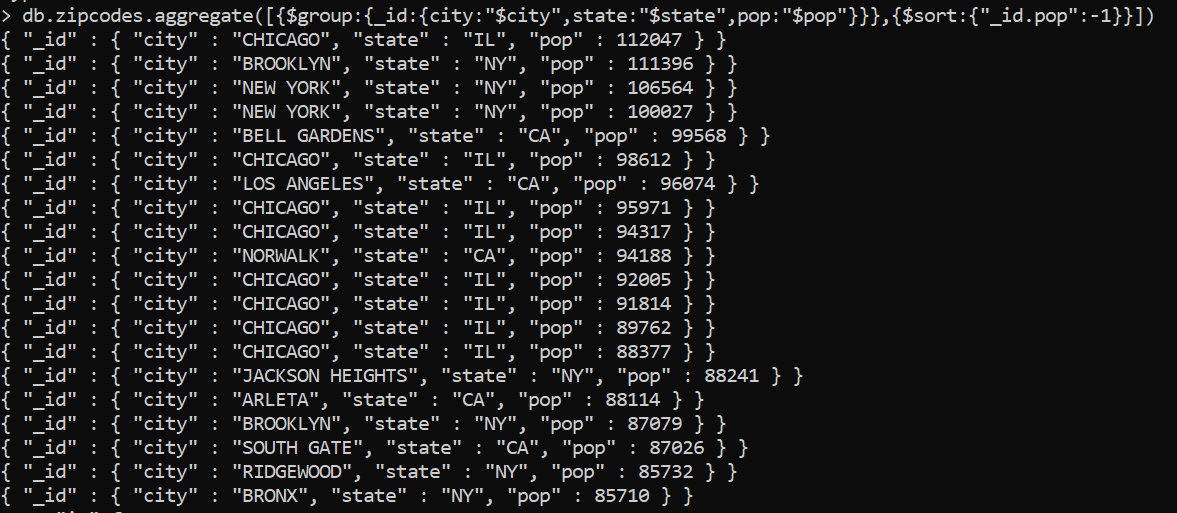 > db.zipcodes.aggregate([{$group:{_id:{city:"$city",state:"$state",pop:"$pop"}}},{$sort:{"_id.pop":-1}}])
{ "_id" : { "city" : "CHICAGO", "state" : "IL", "pop" : 112047 } }
{ "_id" : { "city" : "BROOKLYN", "state" : "NY", "pop" : 111396 } }
{ "_id" : { "city" : "NEW YORK", "state" : "NY", "pop" : 106564 } }
{ "_id" : { "city" : "NEW YORK", "state" : "NY", "pop" : 100027 } }
{ "_id" : { "city" : "BELL GARDENS", "state" : "CA", "pop" : 99568 } }
{ "_id" : { "city" : "CHICAGO", "state" : "IL", "pop" : 98612 } }
{ "_id" : { "city" : "LOS ANGELES", "state" : "CA", "pop" : 96074 } }
{ "_id" : { "city" : "CHICAGO", "state" : "IL", "pop" : 95971 } }
{ "_id" : { "city" : "CHICAGO", "state" : "IL", "pop" : 94317 } }
{ "_id" : { "city" : "NORWALK", "state" : "CA", "pop" : 94188 } }
{ "_id" : { "city" : "CHICAGO", "state" : "IL", "pop" : 92005 } }
{ "_id" : { "city" : "CHICAGO", "state" : "IL", "pop" : 91814 } }
{ "_id" : { "city" : "CHICAGO", "state" : "IL", "pop" : 89762 } }
{ "_id" : { "city" : "CHICAGO", "state" : "IL", "pop" : 88377 } }
{ "_id" : { "city" : "JACKSON HEIGHTS", "state" : "NY", "pop" : 88241 } }
{ "_id" : { "city" : "ARLETA", "state" : "CA", "pop" : 88114 } }
{ "_id" : { "city" : "BROOKLYN", "state" : "NY", "pop" : 87079 } }
{ "_id" : { "city" : "SOUTH GATE", "state" : "CA", "pop" : 87026 } }
{ "_id" : { "city" : "RIDGEWOOD", "state" : "NY", "pop" : 85732 } }
{ "_id" : { "city" : "BRONX", "state" : "NY", "pop" : 85710 } }